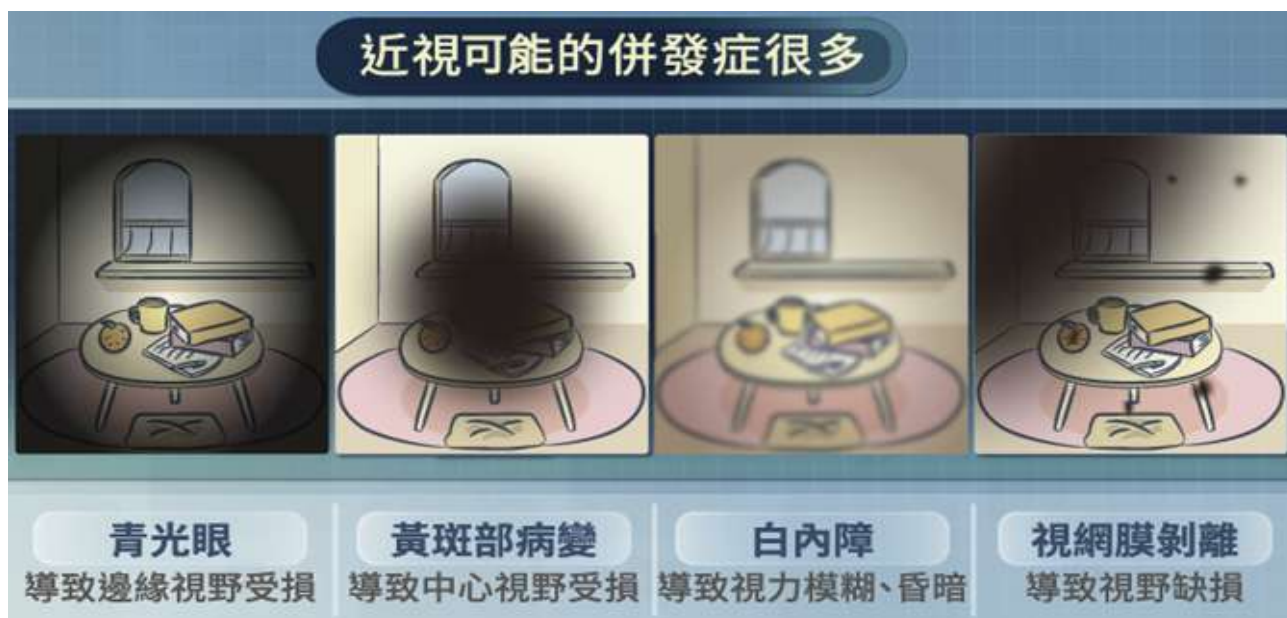 近視可能的併發症很多
青光眼
導致邊緣視野受損
黃斑部病變
導致中心視野受損
白內障
導致視力模糊、昏暗
視網膜剝離
導致視野缺損